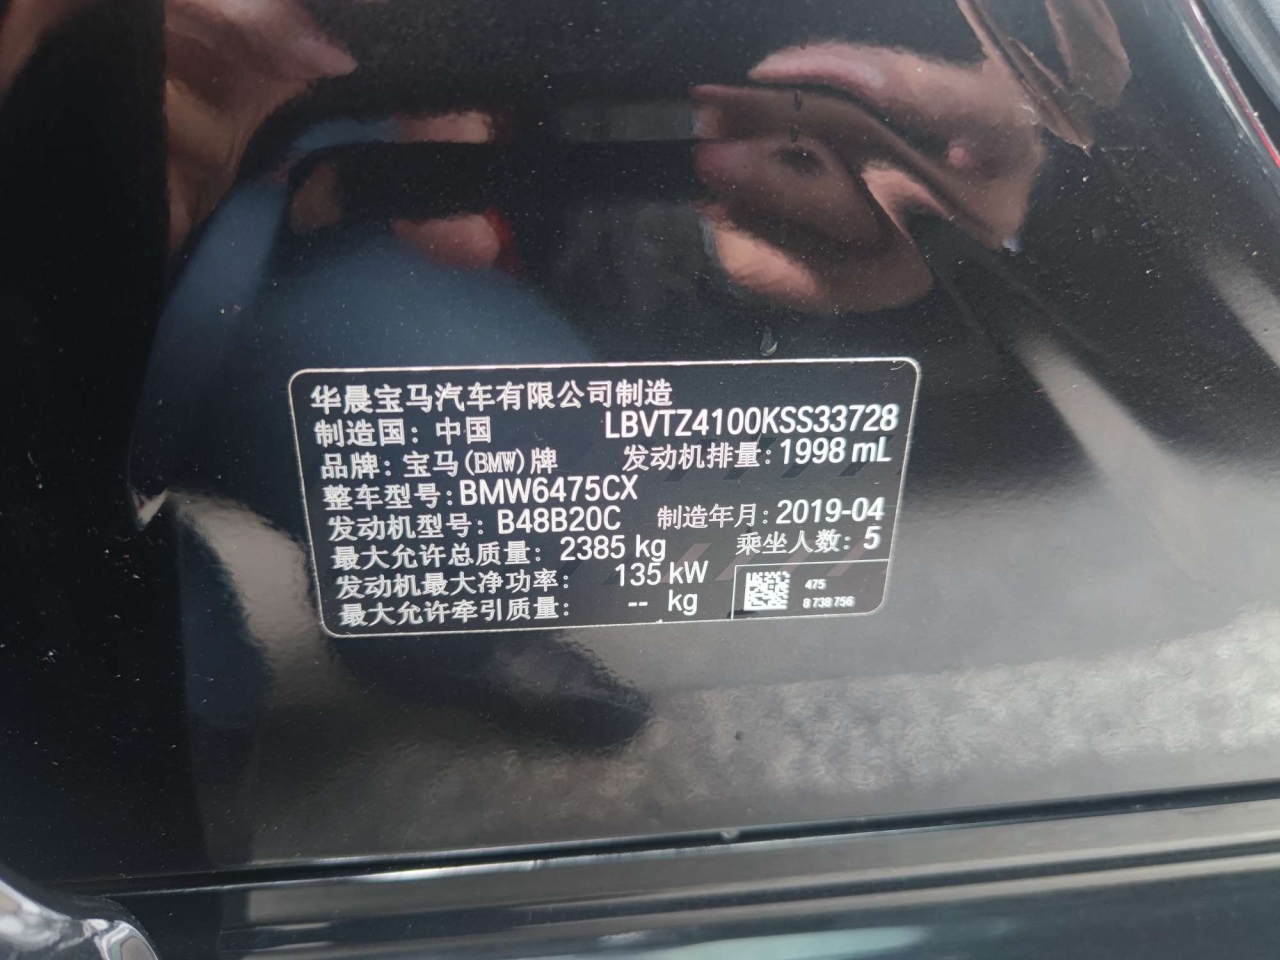 华晨宝马汽车有限公司制造
制造国：中国 LBVTZ4100KSS33728
品牌：宝马(BMW)牌 发动机排量：1998 mL
整车型号：BMW6475CX
发动机型号：B48B20C 制造年月：2019-04
最大允许总质量：2385 kg 乘坐人数：5
发动机最大净功率：135 kW
最大允许牵引质量：-- kg
475
8 738 756